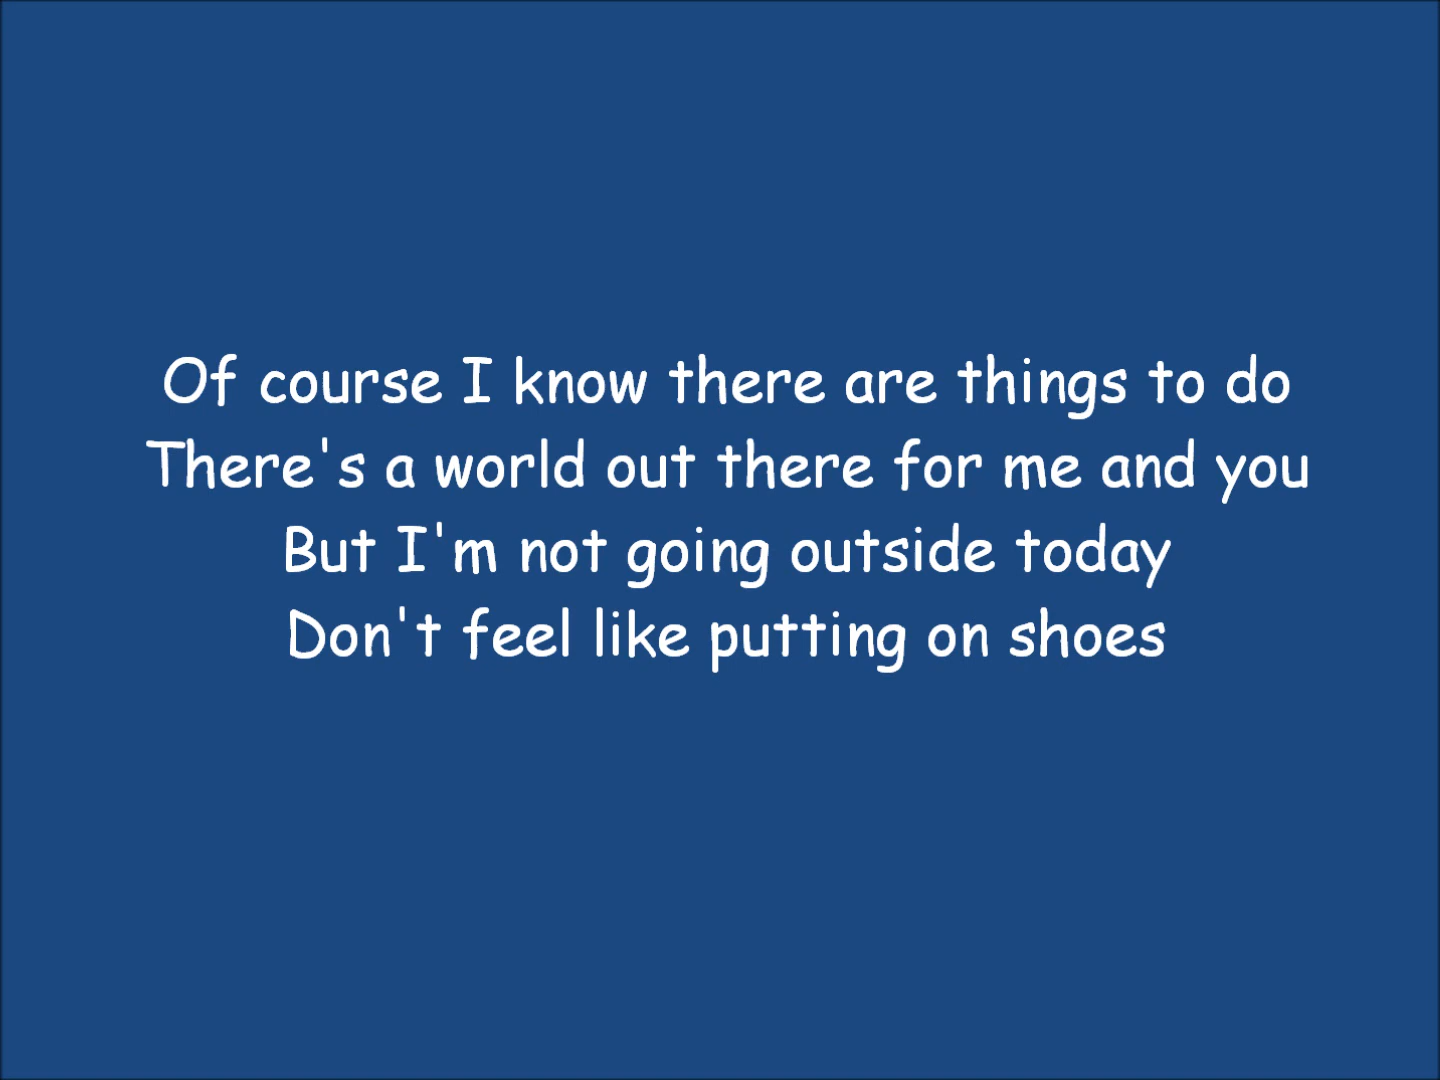 Of course I know there are things to do
There's a world out there for me and you
But I'm not going outside today
Don't feel like putting on shoes